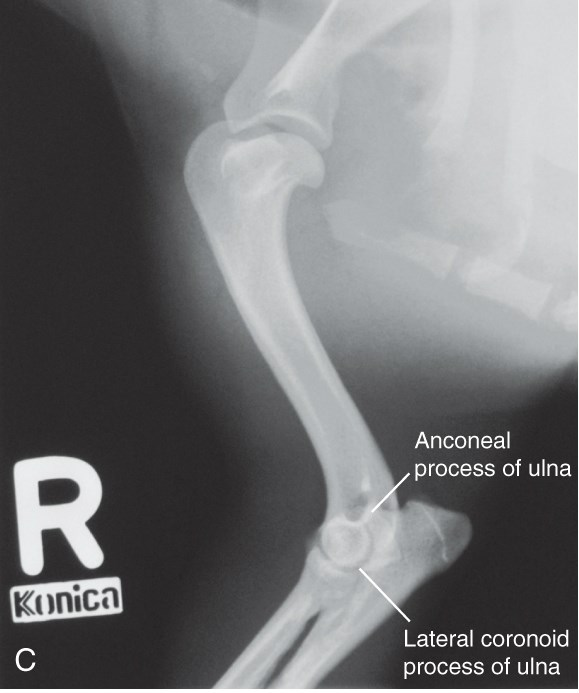 Anconeal
process of ulna
R
Konica
Lateral coronoid
process of ulna
C